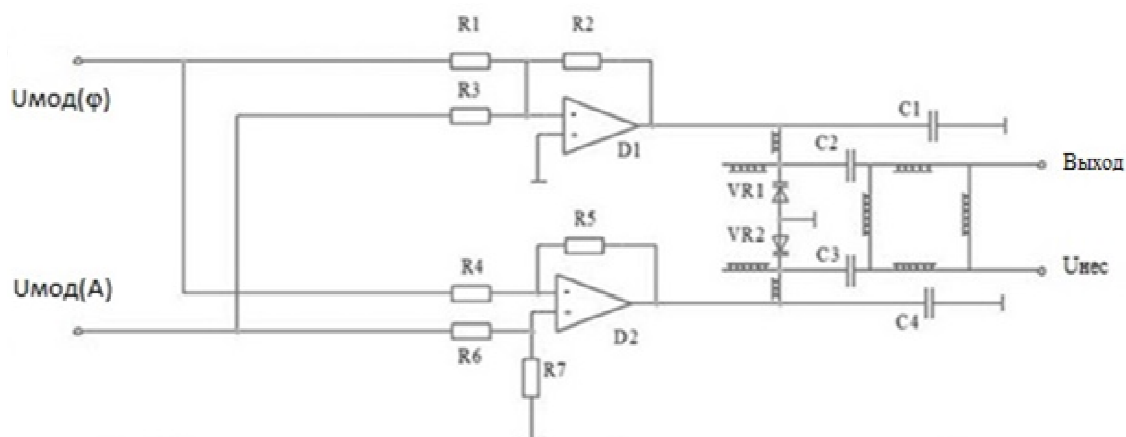 R1
R2
Uмод(φ)
R3
D1
C1
C2
Выход
VR1
VR2
R5
C3
Uнес
Uмод(А)
R4
D2
C4
R6
R7